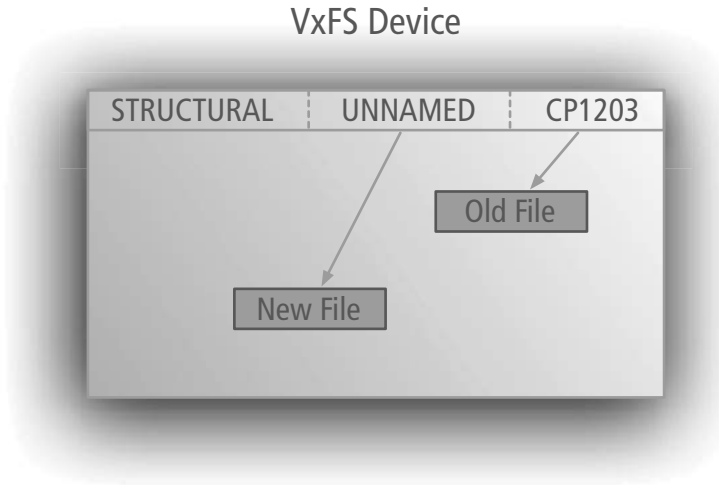 VxFS Device
STRUCTURAL UNNAMED CP1203
Old File
New File